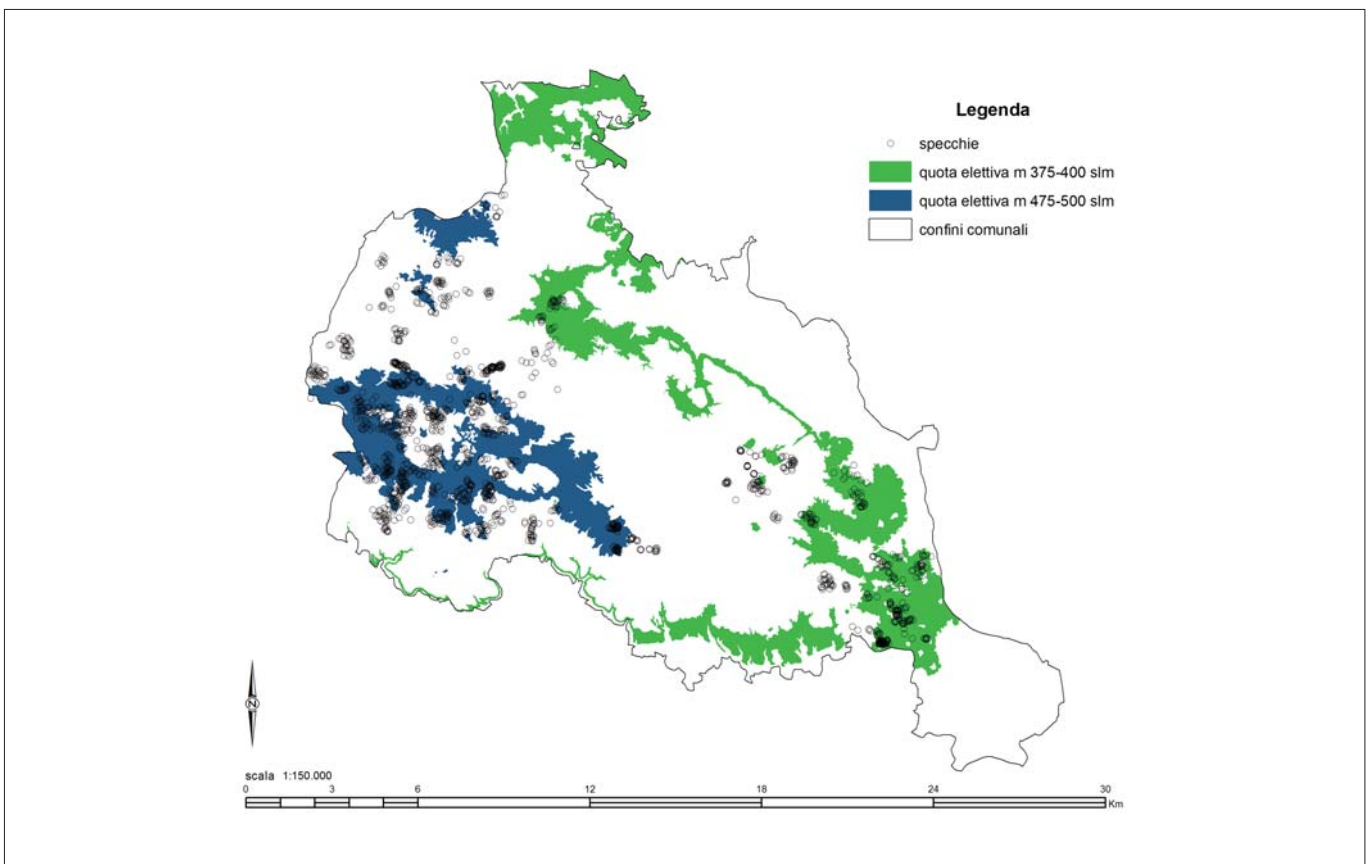 Legenda
specchie
quota elettiva m 375-400 slm
quota elettiva m 475-500 slm
confini comunali
N
scala 1:150.000
0 3 6 12 18 24 30
Km